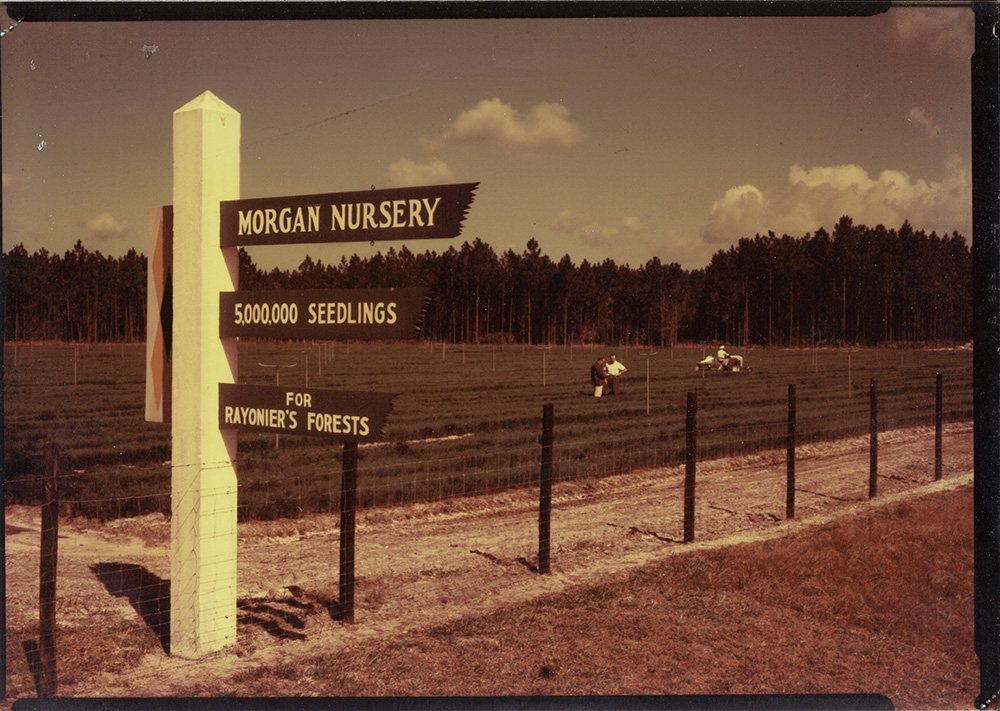 MORGAN NURSERY
5,000,000 SEEDLINGS
FOR
RAYONIER'S FORESTS